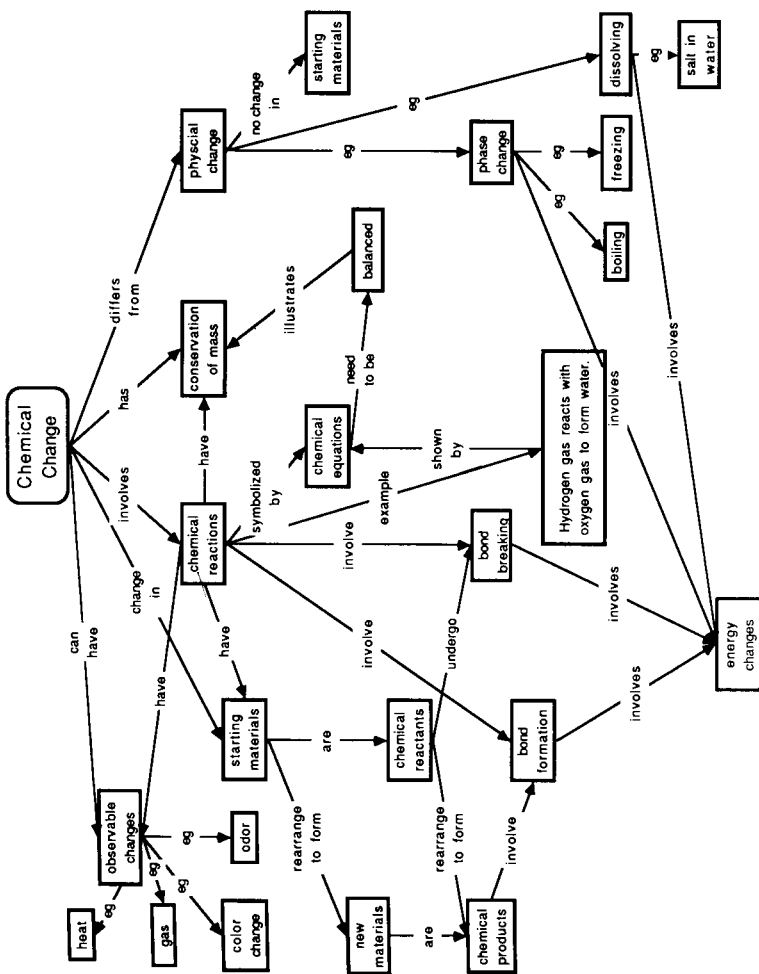 Chemical
Change
can
have
change
in
involves
has
differs
from
observable
changes
eg
heat
eg
gas
eg
color
change
eg
odor
have
chemical
reactions
have
conservation
of mass
physcial
change
no change
in
starting
materials
have
starting
materials
are
rearrange
to form
new
materials
are
chemical
reactants
rearrange
to form
undergo
chemical
products
involve
involve
involve
symbolized
by
chemical
equations
need
to be
balanced
illustrates
example
shown
by
Hydrogen gas reacts with
oxygen gas to form water.
bond
breaking
bond
formation
involves
involves
eg
phase
change
eg
boiling
eg
freezing
involves
eg
dissolving
eg
salt in
water
involves
energy
changes